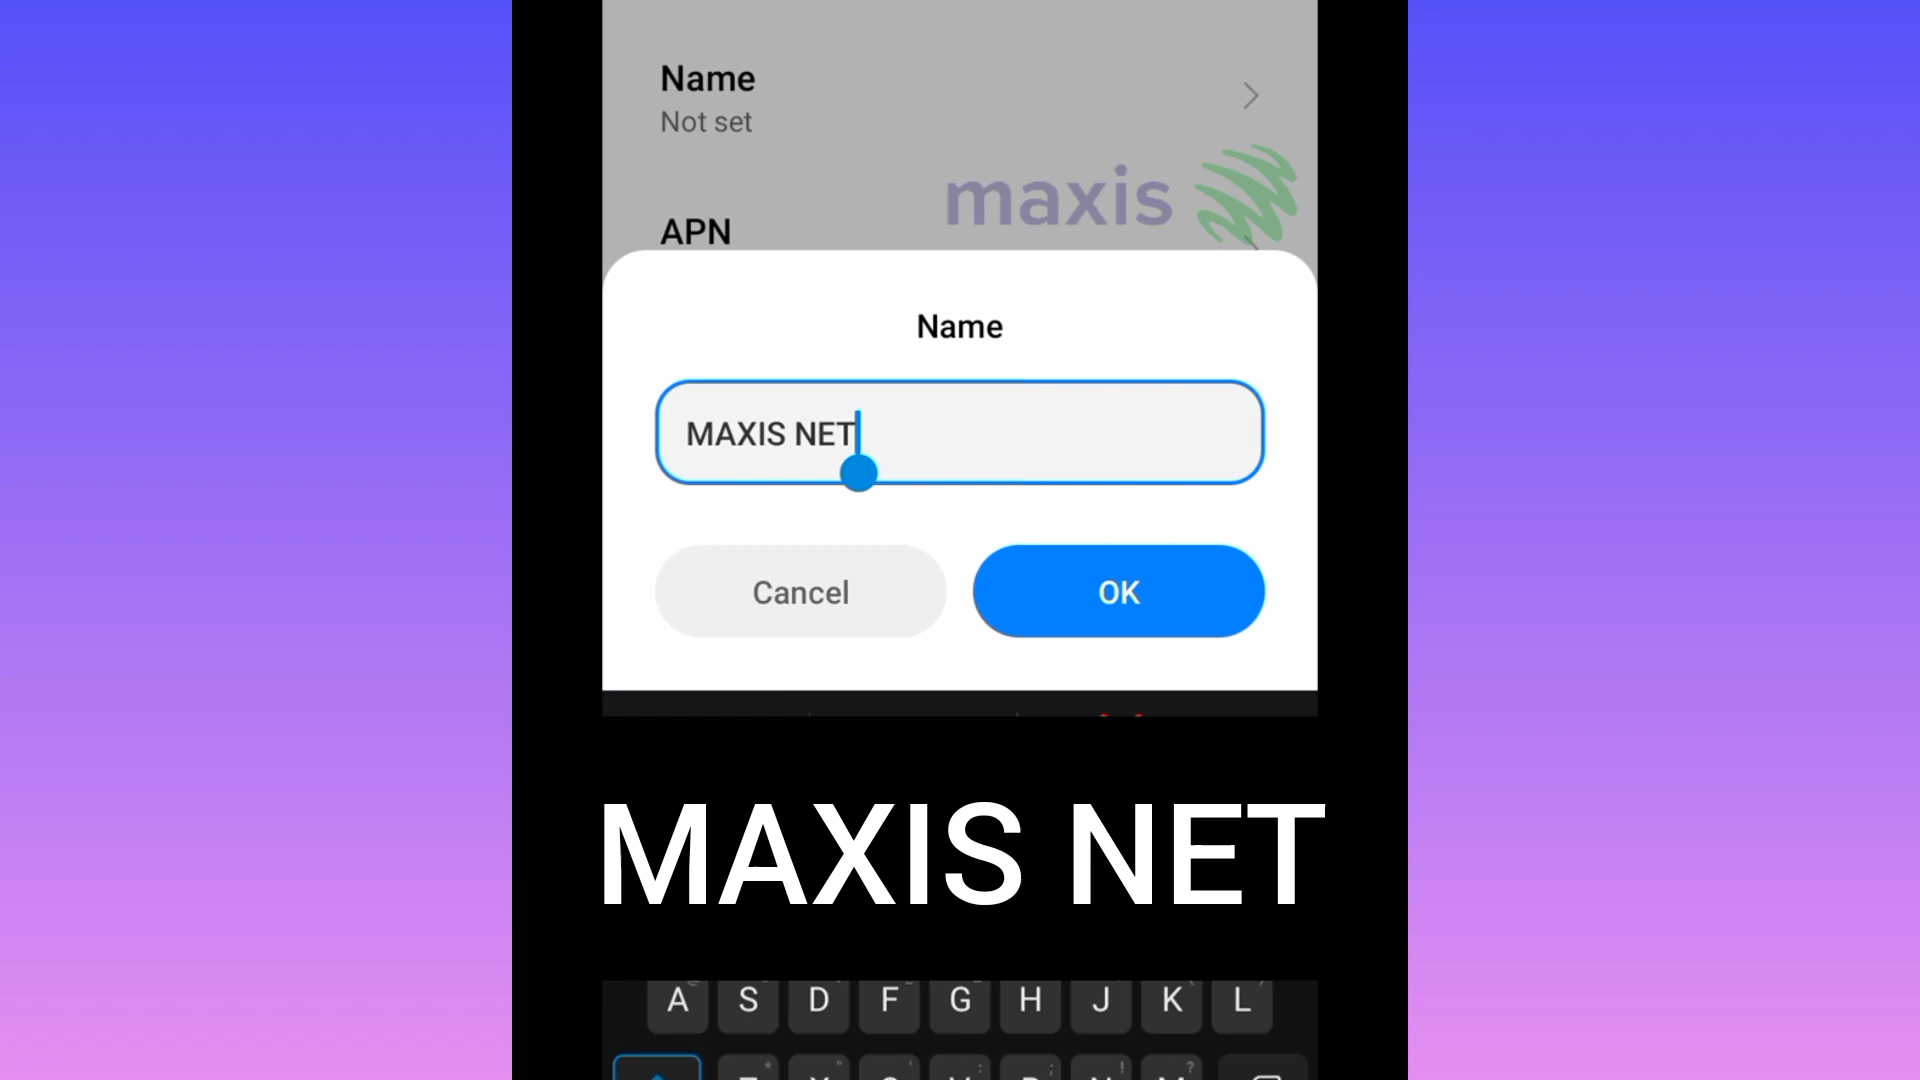 Name
Not set
maxis
APN
Name
MAXIS NET
Cancel
OK
MAXIS NET
A S D F G H J K L